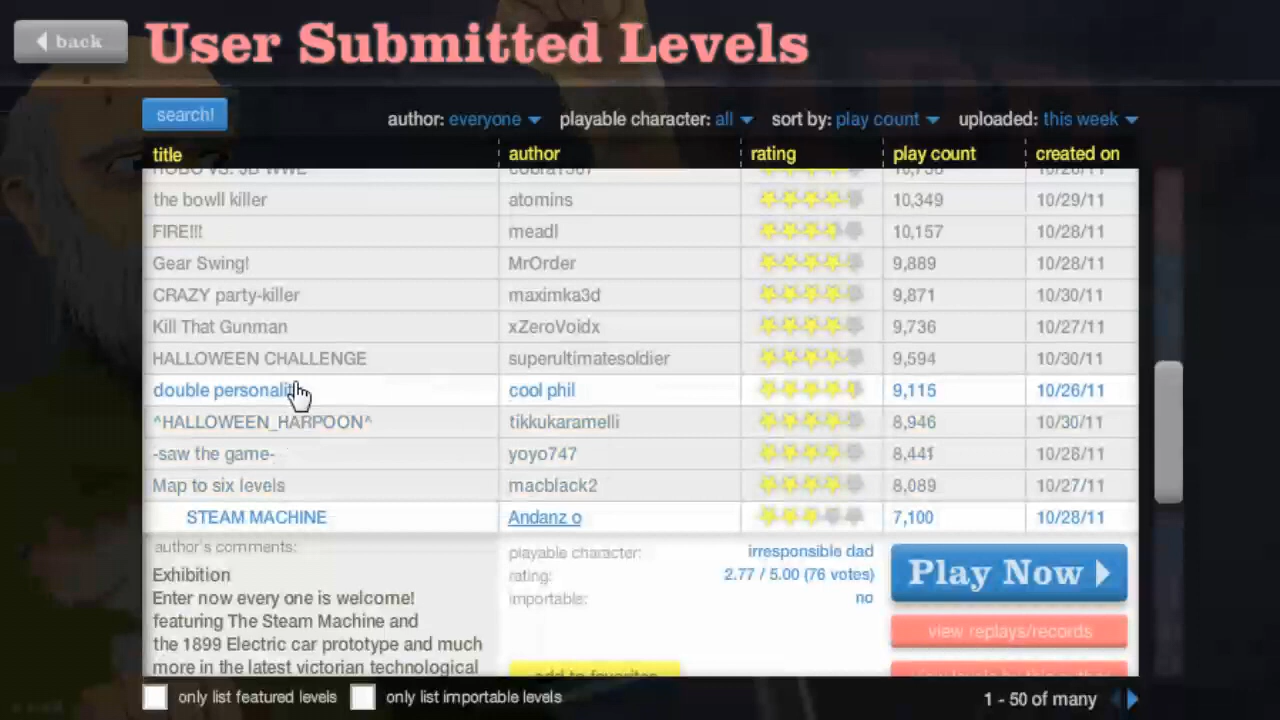 back
User Submitted Levels
search!
author: everyone playable character: all sort by: play count uploaded: this week
title author rating play count created on
the bowll killer atomins 10,349 10/29/11
FIRE!!! meadl 10,157 10/28/11
Gear Swing! MrOrder 9,889 10/28/11
CRAZY party-killer maximka3d 9,871 10/30/11
Kill That Gunman xZeroVoidx 9,736 10/27/11
HALLOWEEN CHALLENGE superultimatesoldier 9,594 10/30/11
double personalit cool phil 9,115 10/26/11
^HALLOWEEN_HARPOON^ tikkukaramelli 8,946 10/30/11
-saw the game- yoyo747 8,441 10/28/11
Map to six levels macblack2 8,089 10/27/11
STEAM MACHINE Andanz o 7,100 10/28/11
author's comments:
Exhibition
Enter now every one is welcome!
featuring The Steam Machine and
the 1899 Electric car prototype and much
more in the latest victorian technological
playable character: irresponsible dad
rating: 2.77 / 5.00 (76 votes)
importable: no
add to favorites
Play Now
view replays/records
only list featured levels only list importable levels 1 - 50 of many